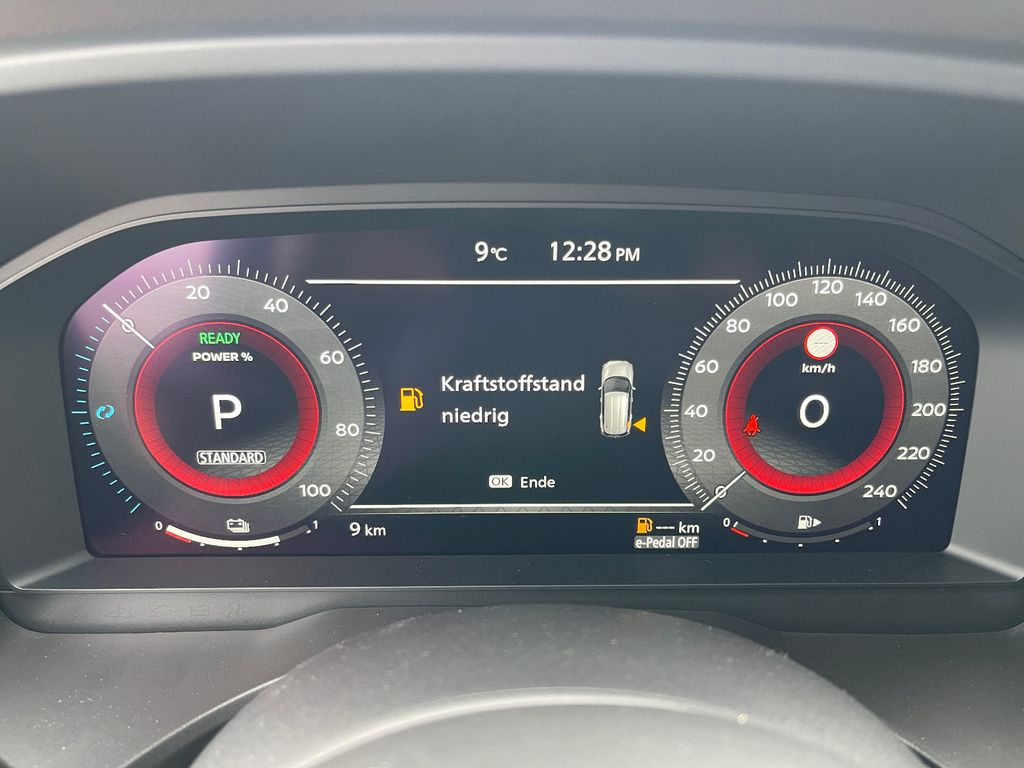 9°C 12:28 PM
0 20 40 60 80 100
READY
POWER %
P
STANDARD
0 1
Kraftstoffstand
niedrig
OK Ende
9 km
--- km
e-Pedal OFF
0 20 40 60 80 100 120 140 160 180 200 220 240
---
km/h
0
0 1